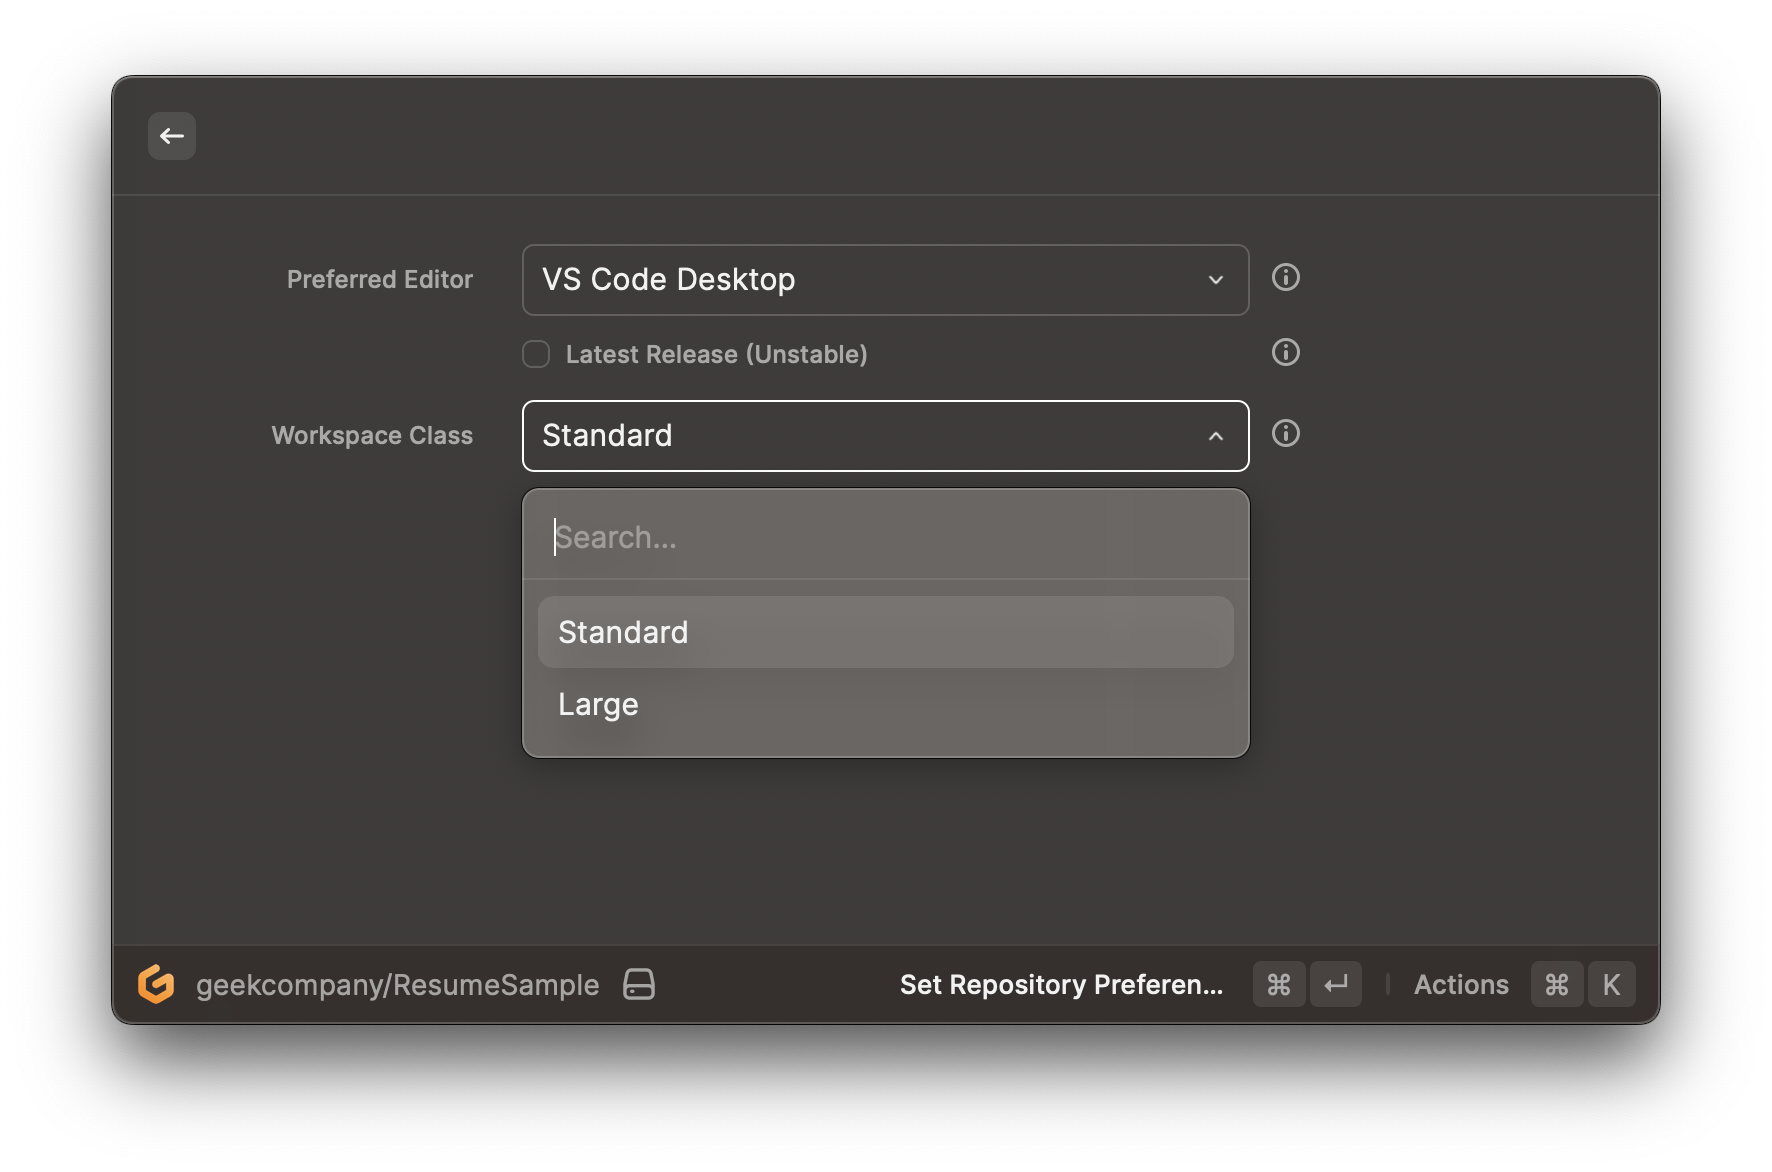 Preferred Editor
VS Code Desktop
Latest Release (Unstable)
Workspace Class
Standard
Search...
Standard
Large
geekcompany/ResumeSample
Set Repository Preferen...
⌘ ↵
Actions
⌘ K